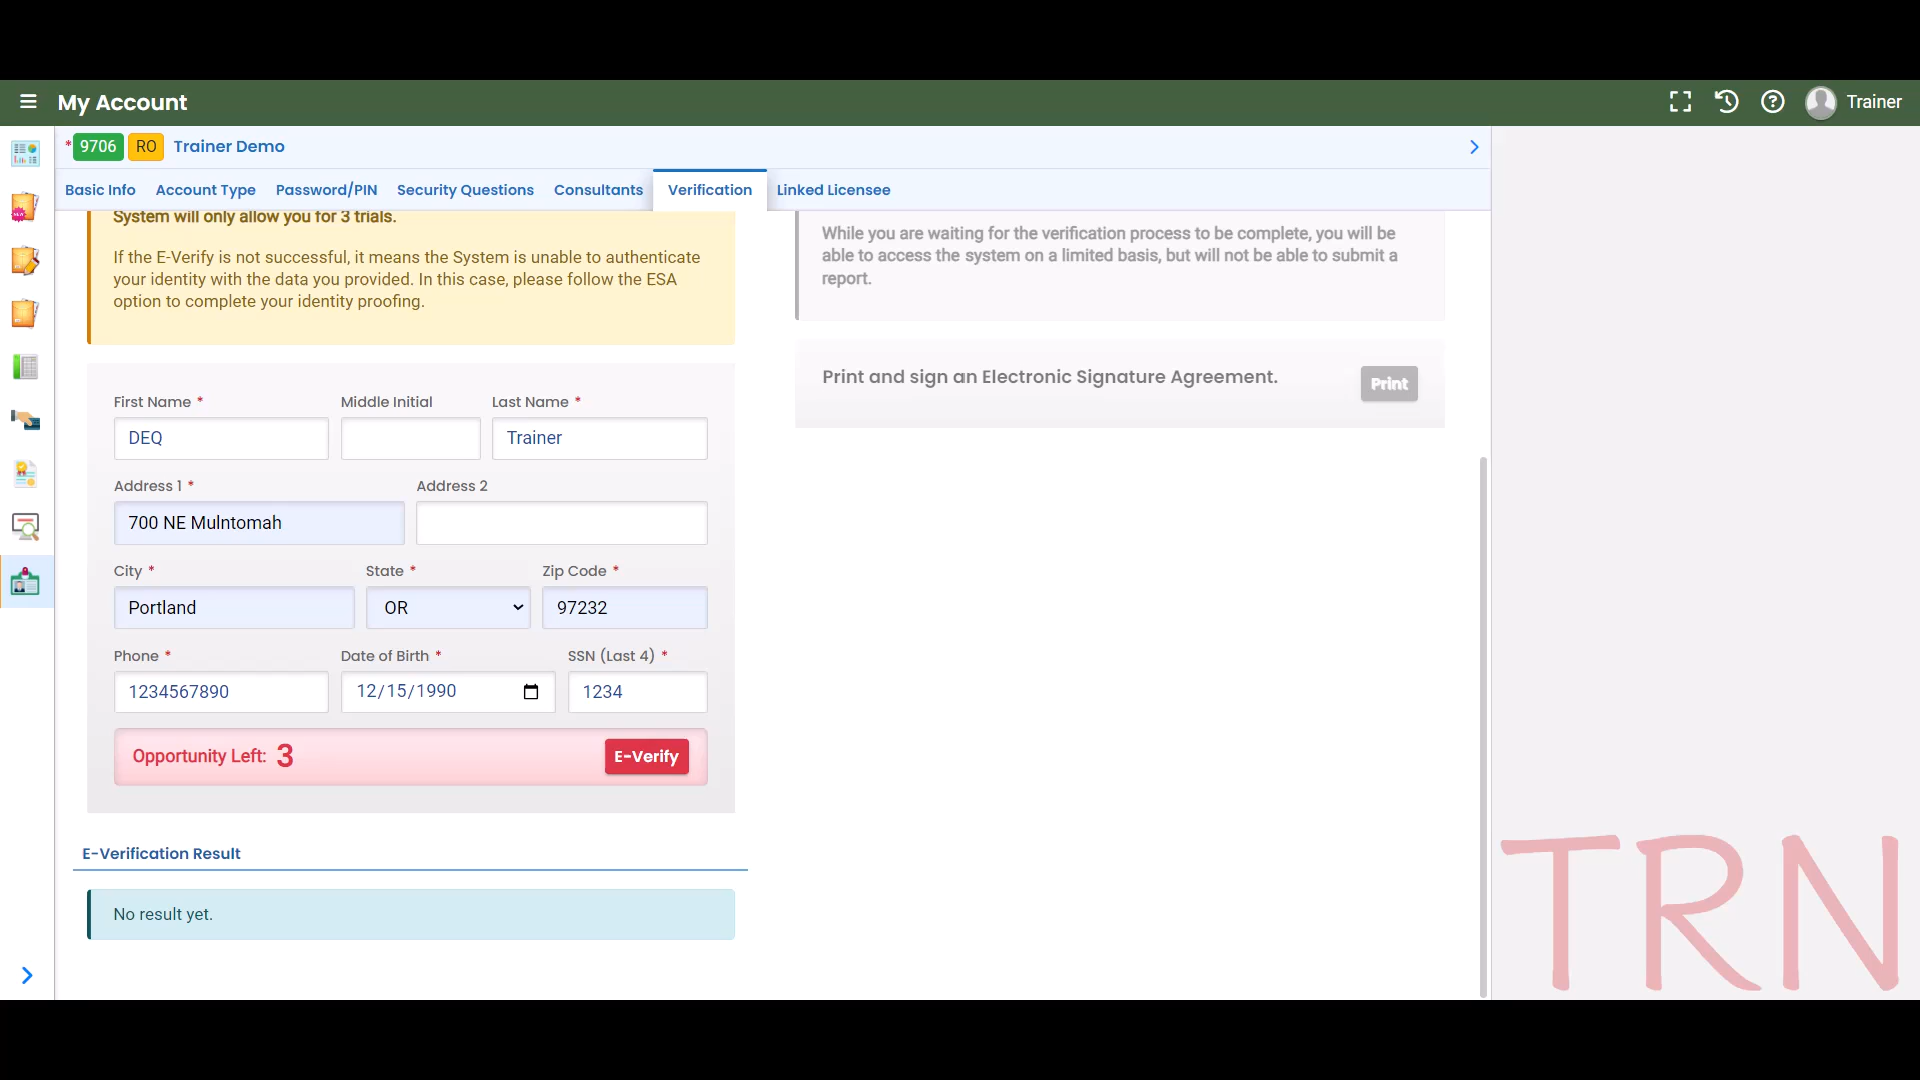 My Account
Trainer
* 9706 RO Trainer Demo
Basic Info Account Type Password/PIN Security Questions Consultants Verification Linked Licensee
System will only allow you for 3 trials.
If the E-Verify is not successful, it means the System is unable to authenticate
your identity with the data you provided. In this case, please follow the ESA
option to complete your identity proofing.
While you are waiting for the verification process to be complete, you will be
able to access the system on a limited basis, but will not be able to submit a
report.
Print and sign an Electronic Signature Agreement.
Print
First Name * Middle Initial Last Name *
DEQ Trainer
Address 1 * Address 2
700 NE Mulntomah
City * State * Zip Code *
Portland OR 97232
Phone * Date of Birth * SSN (Last 4) *
1234567890 12/15/1990 1234
Opportunity Left: 3 E-Verify
E-Verification Result
No result yet.
TRN